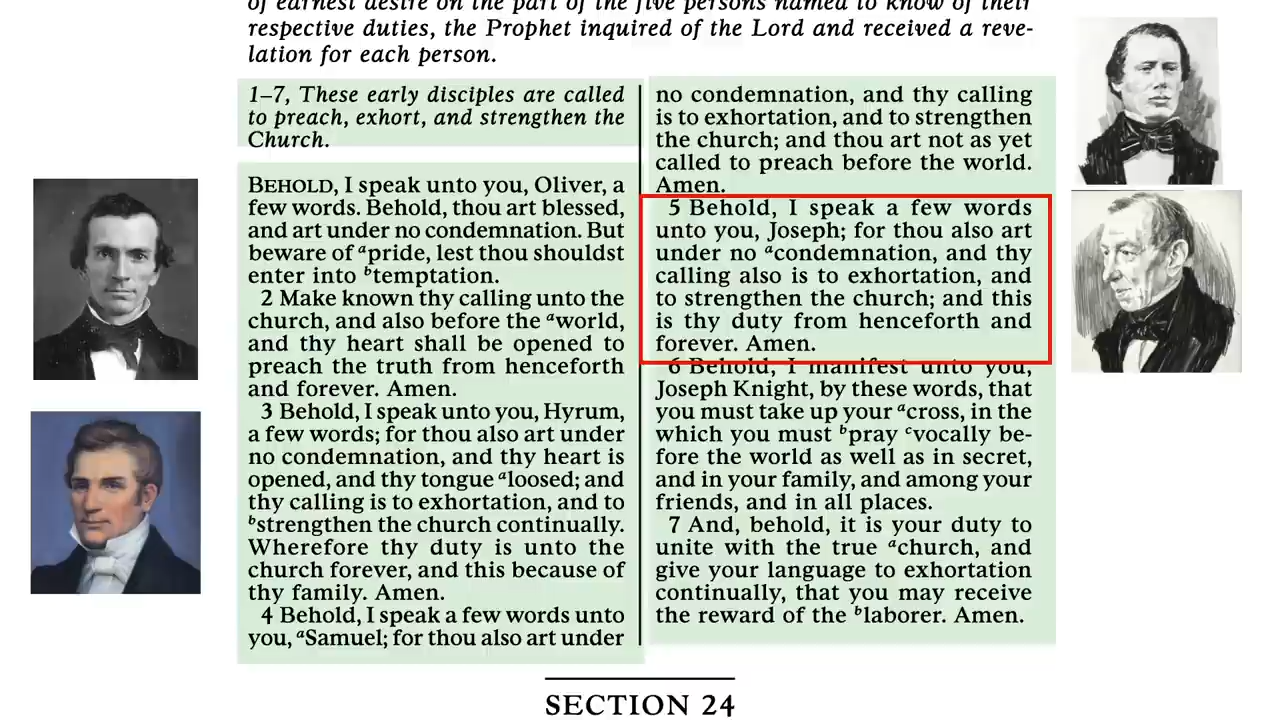 of earnest desire on the part of the five persons named to know of their
respective duties, the Prophet inquired of the Lord and received a reve-
lation for each person.
1–7, These early disciples are called
to preach, exhort, and strengthen the
Church.
BEHOLD, I speak unto you, Oliver, a
few words. Behold, thou art blessed,
and art under no condemnation. But
beware of apride, lest thou shouldst
enter into btemptation.
2 Make known thy calling unto the
church, and also before the aworld,
and thy heart shall be opened to
preach the truth from henceforth
and forever. Amen.
3 Behold, I speak unto you, Hyrum,
a few words; for thou also art under
no condemnation, and thy heart is
opened, and thy tongue aloosed; and
thy calling is to exhortation, and to
bstrengthen the church continually.
Wherefore thy duty is unto the
church forever, and this because of
thy family. Amen.
4 Behold, I speak a few words unto
you, aSamuel; for thou also art under
no condemnation, and thy calling
is to exhortation, and to strengthen
the church; and thou art not as yet
called to preach before the world.
Amen.
5 Behold, I speak a few words
unto you, Joseph; for thou also art
under no acondemnation, and thy
calling also is to exhortation, and
to strengthen the church; and this
is thy duty from henceforth and
forever. Amen.
6 Behold, I manifest unto you,
Joseph Knight, by these words, that
you must take up your across, in the
which you must bpray cvocally be-
fore the world as well as in secret,
and in your family, and among your
friends, and in all places.
7 And, behold, it is your duty to
unite with the true achurch, and
give your language to exhortation
continually, that you may receive
the reward of the blaborer. Amen.
SECTION 24